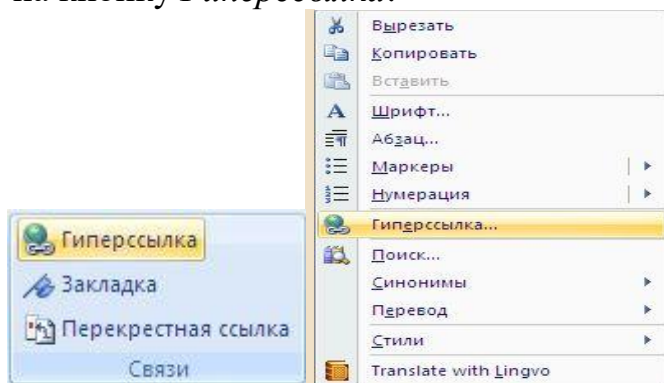 на кнопку Гиперссылка.
Вырезать
Копировать
Вставить
Шрифт...
Абзац...
Маркеры
Нумерация
Гиперссылка...
Поиск...
Синонимы
Перевод
Стили
Translate with Lingvo
Гиперссылка
Закладка
Перекрестная ссылка
Связи